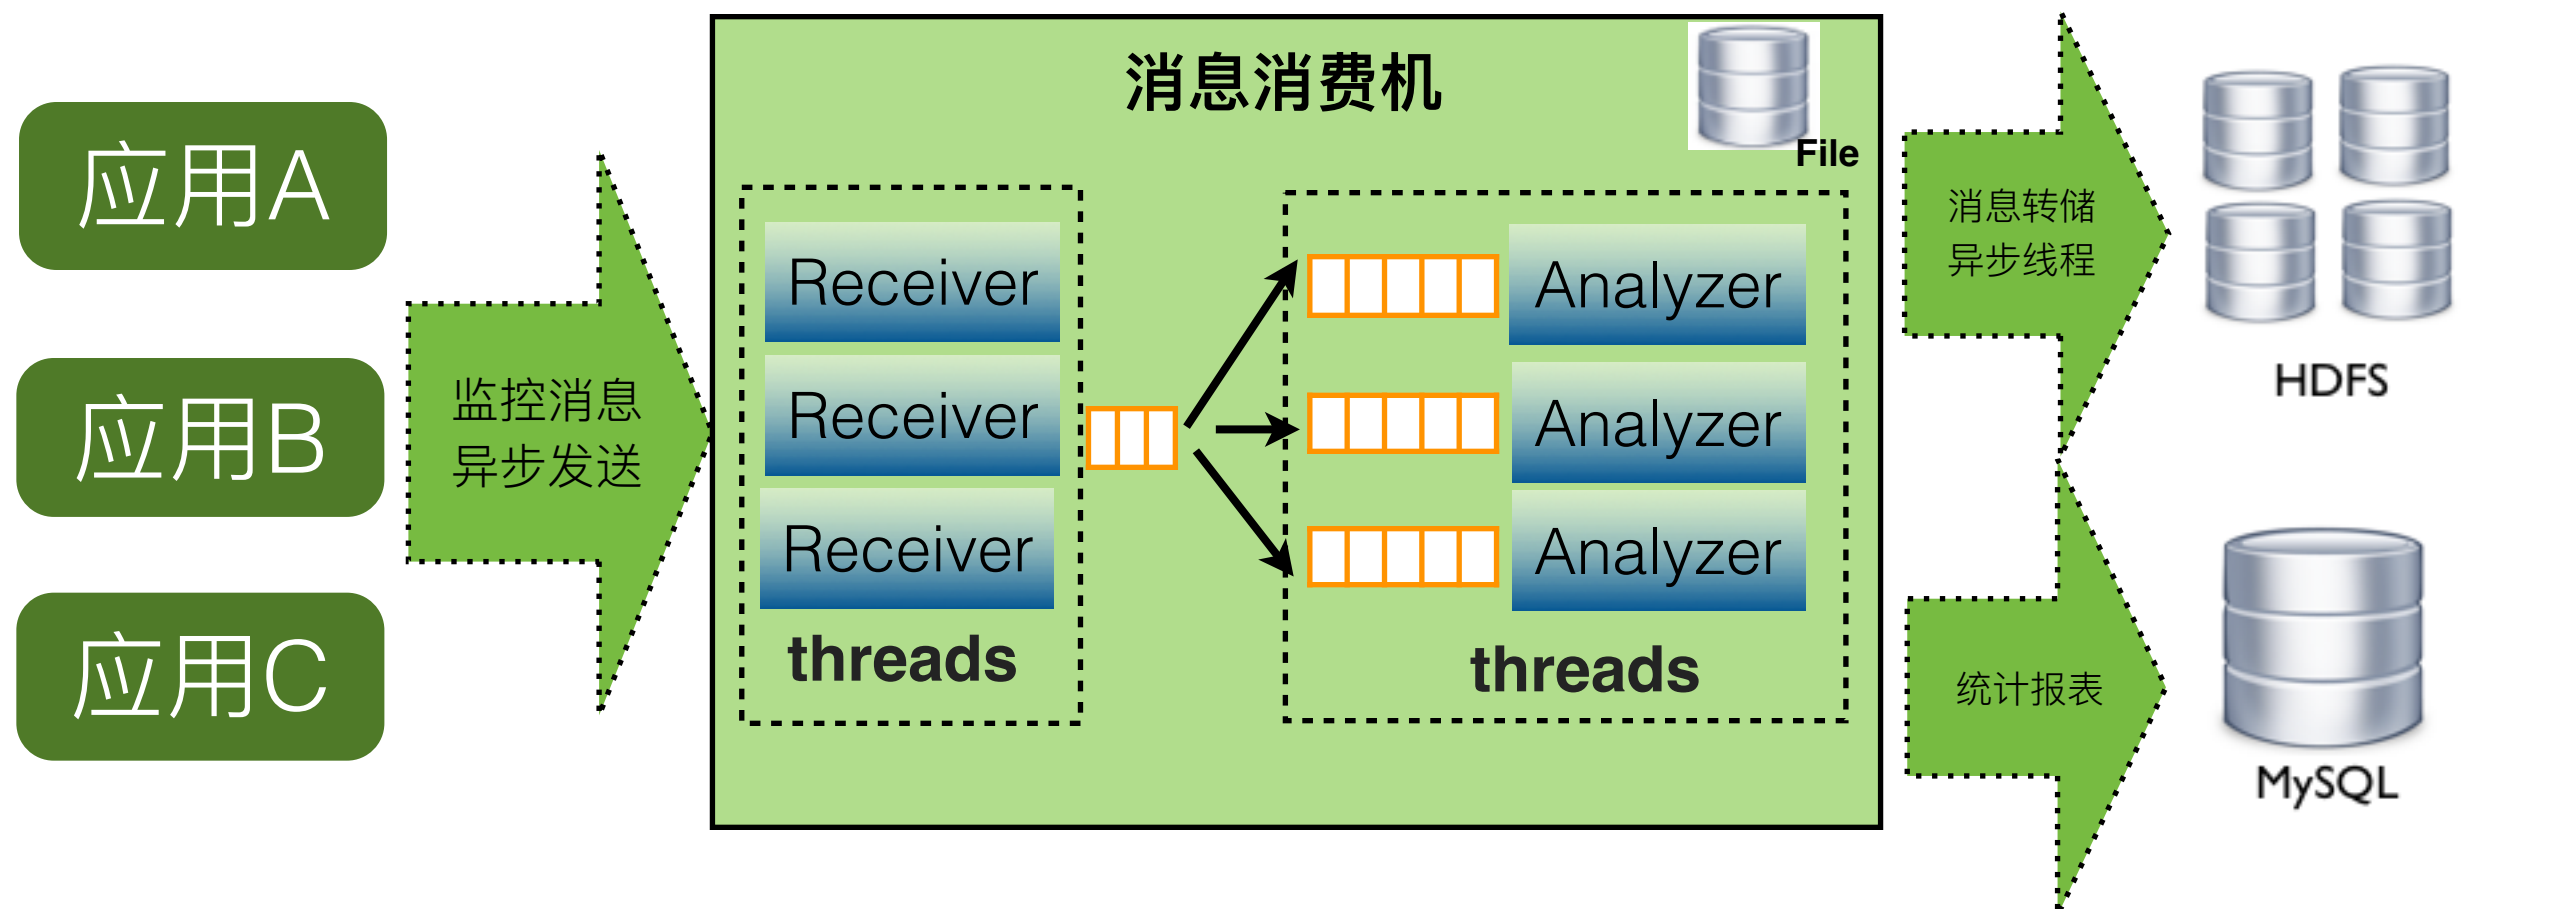 应用A
应用B
应用C
监控消息
异步发送
消息消费机
File
Receiver
Receiver
Receiver
threads
Analyzer
Analyzer
Analyzer
threads
消息转储
异步线程
统计报表
HDFS
MySQL